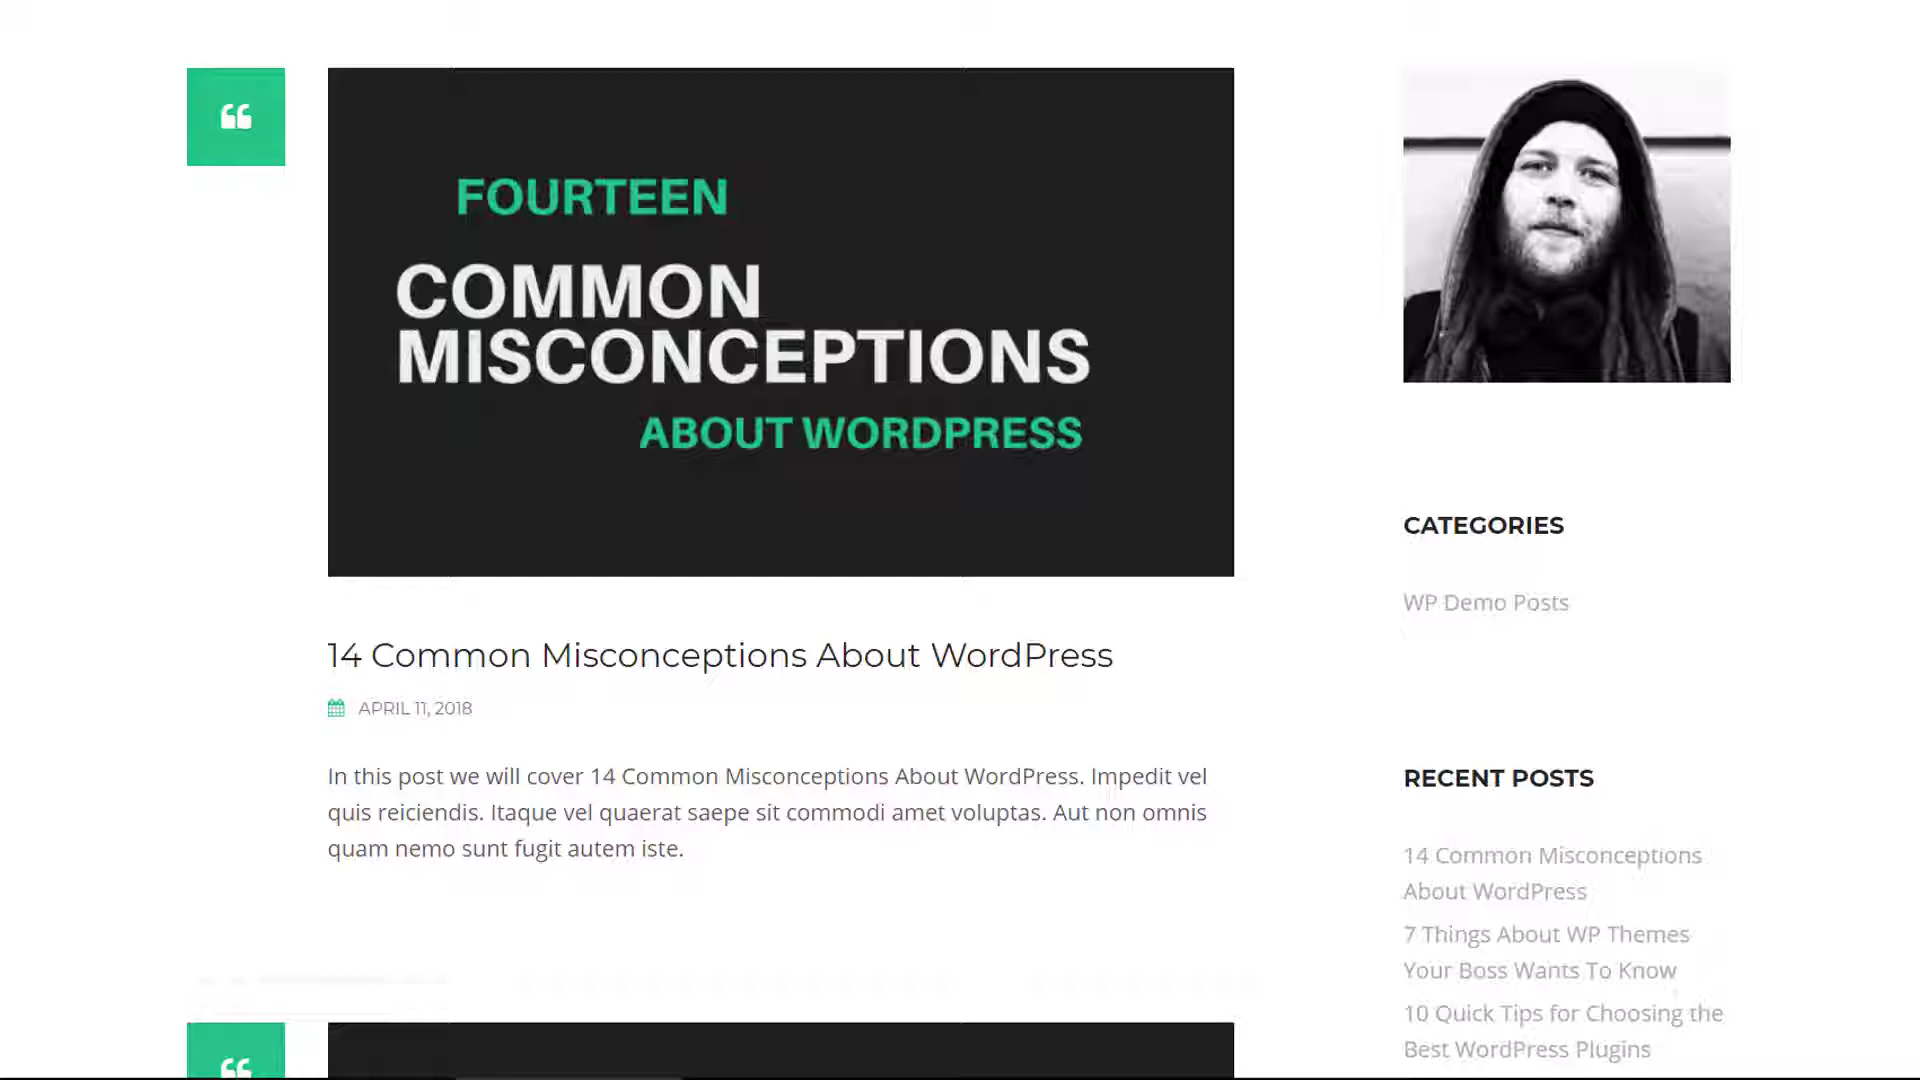 FOURTEEN
COMMON
MISCONCEPTIONS
ABOUT WORDPRESS
14 Common Misconceptions About WordPress
APRIL 11, 2018
In this post we will cover 14 Common Misconceptions About WordPress. Impedit vel
quis reiciendis. Itaque vel quaerat saepe sit commodi amet voluptas. Aut non omnis
quam nemo sunt fugit autem iste.
CATEGORIES
WP Demo Posts
RECENT POSTS
14 Common Misconceptions
About WordPress
7 Things About WP Themes
Your Boss Wants To Know
10 Quick Tips for Choosing the
Best WordPress Plugins